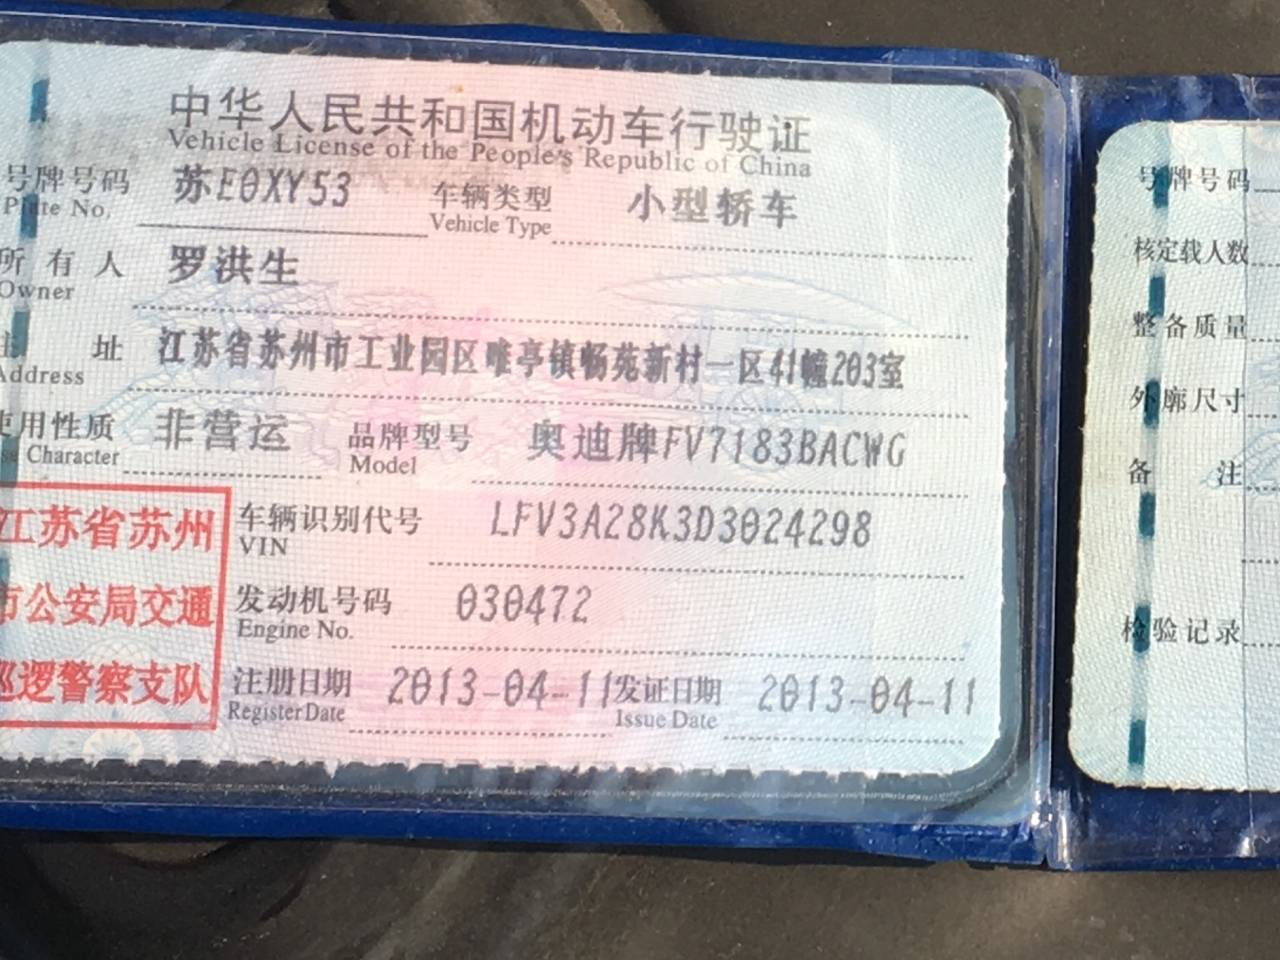 中华人民共和国机动车行驶证
Vehicle License of the People's Republic of China
号牌号码 苏E0XY53 车辆类型 小型轿车
Plate No. Vehicle Type
所有人 罗洪生
Owner
住址 江苏省苏州市工业园区唯亭镇畅苑新村一区41幢203室
Address
使用性质 非营运 品牌型号 奥迪牌FV7183BACWG
Use Character Model
车辆识别代号 LFV3A28K3D3024298
VIN
发动机号码 030472
Engine No.
注册日期 2013-04-11 发证日期 2013-04-11
Register Date Issue Date
江苏省苏州
市公安局交通
巡逻警察支队
号牌号码
核定载人数
整备质量
外廓尺寸
备注
检验记录